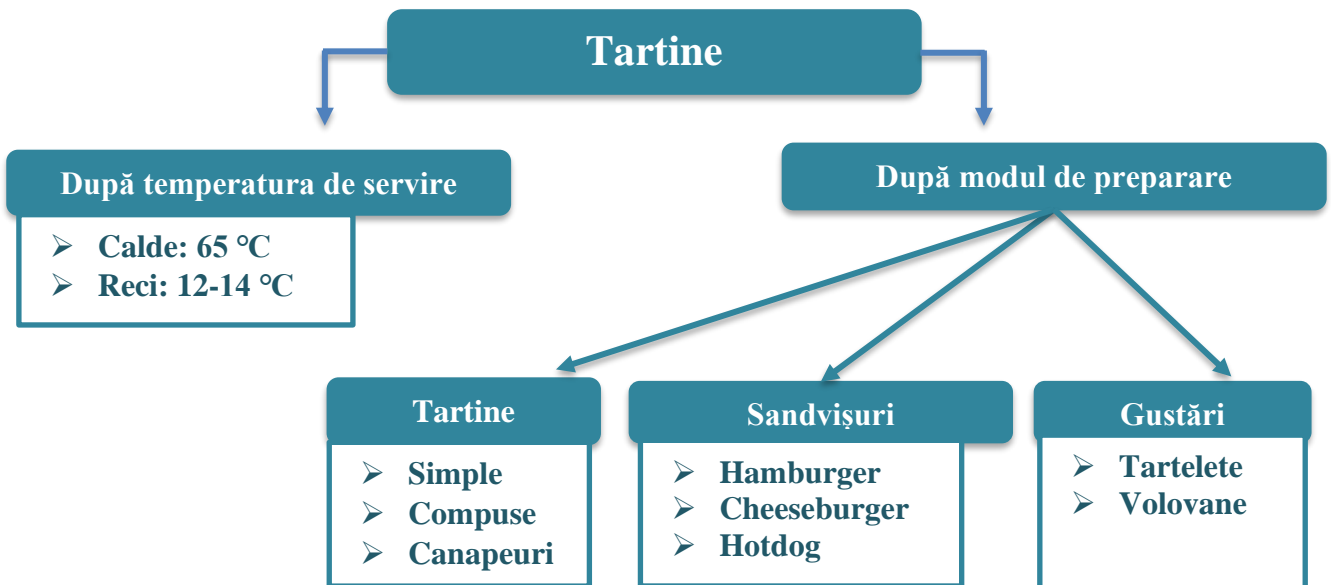 Tartine
După temperatura de servire
➢ Calde: 65 °C
➢ Reci: 12-14 °C
După modul de preparare
Tartine
➢ Simple
➢ Compuse
➢ Canapeuri
Sandvișuri
➢ Hamburger
➢ Cheeseburger
➢ Hotdog
Gustări
➢ Tartelete
➢ Volovane